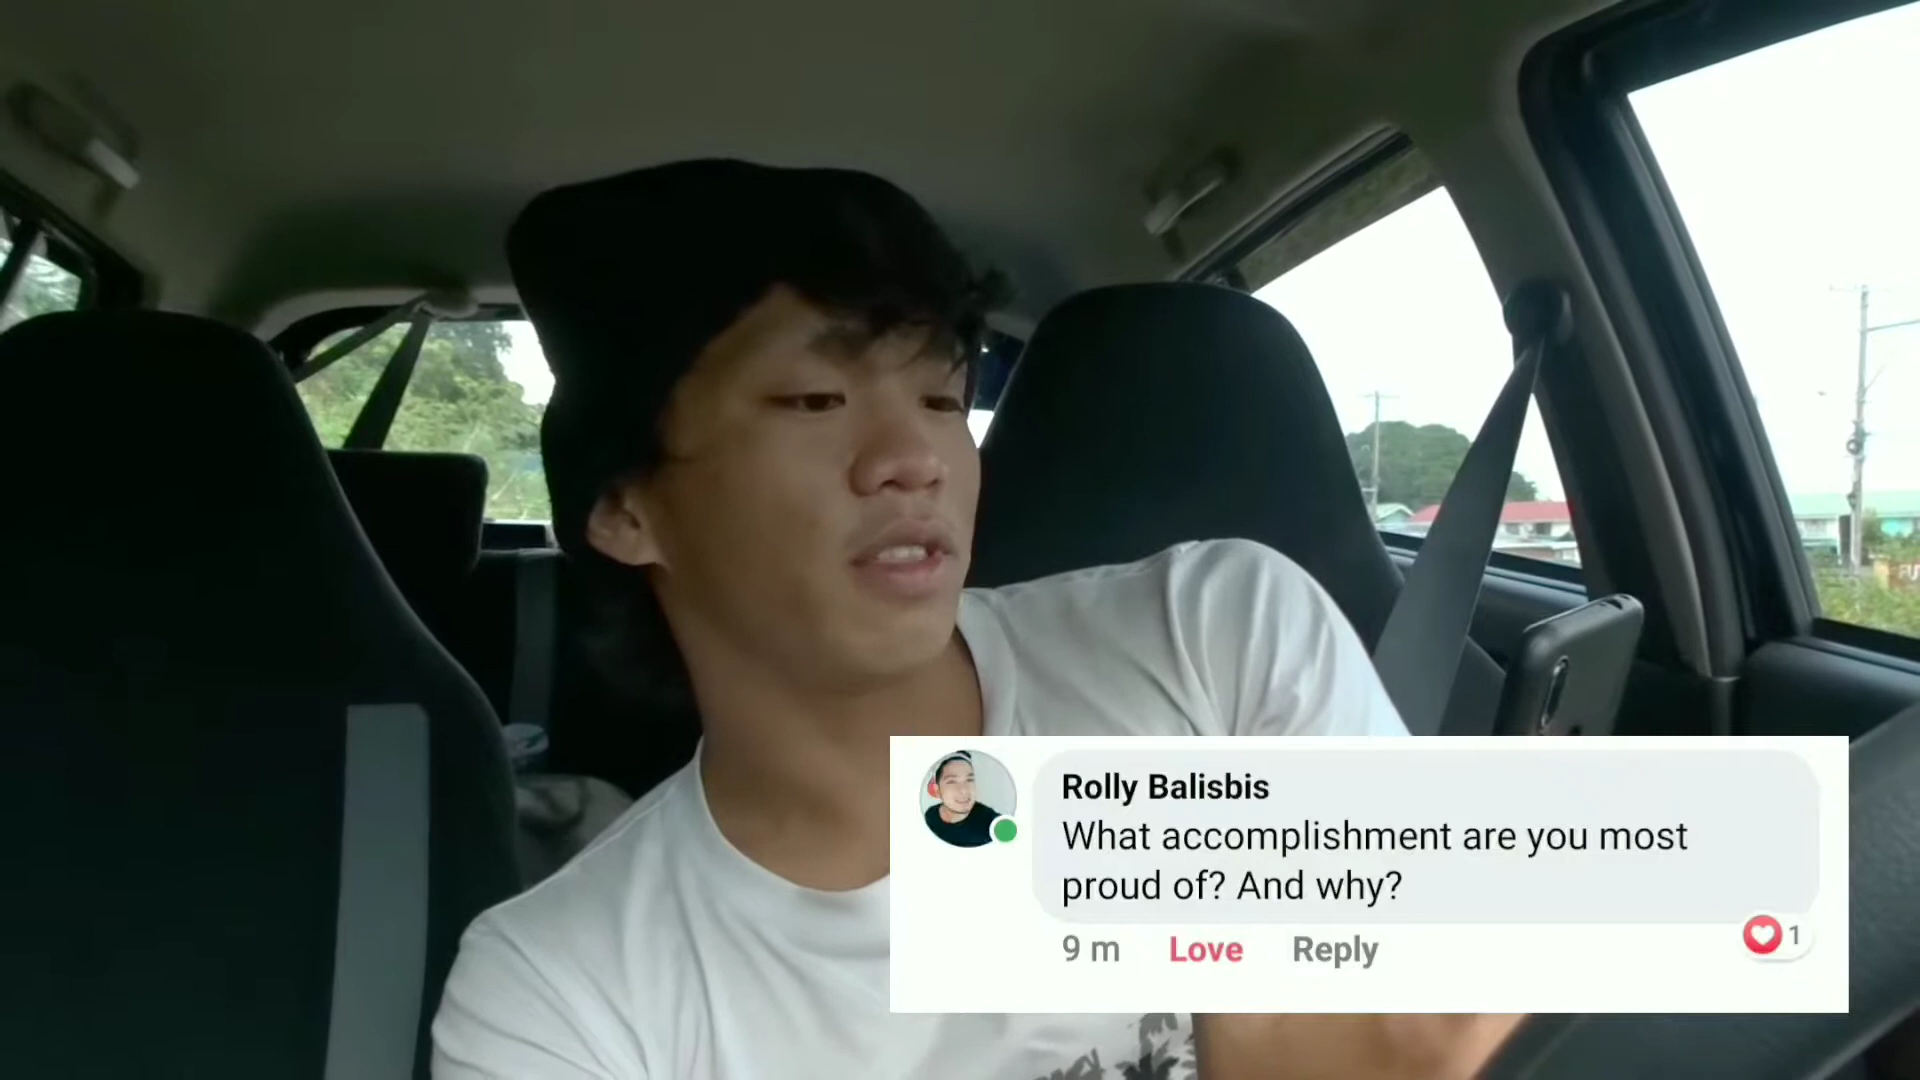 Rolly Balisbis
What accomplishment are you most
proud of? And why?
9 m Love Reply
1